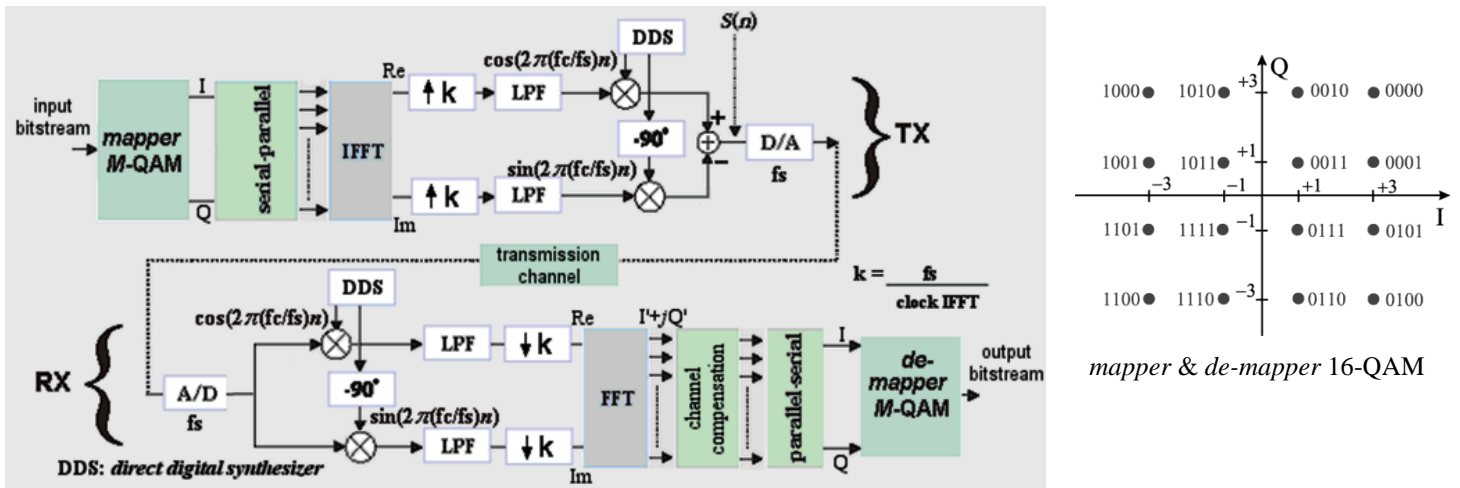 S(n)
DDS
cos(2π(fc/fs)n)
Re
I
↑k
LPF
input
bitstream
mapper
M-QAM
serial-parallel
IFFT
-90°
+
−
D/A
fs
TX
sin(2π(fc/fs)n)
↑k
LPF
Q
Im
transmission
channel
k = fs
clock IFFT
DDS
cos(2π(fc/fs)n)
Re
I'+jQ'
LPF
↓k
I
RX
A/D
fs
-90°
FFT
channel
compensation
parallel-serial
de-
mapper
M-QAM
output
bitstream
sin(2π(fc/fs)n)
LPF
↓k
Im
Q
DDS: direct digital synthesizer
Q
1000 1010 +3 0010 0000
1001 1011 +1 0011 0001
−3 −1 +1 +3
I
1101 1111 −1 0111 0101
1100 1110 −3 0110 0100
mapper & de-mapper 16-QAM